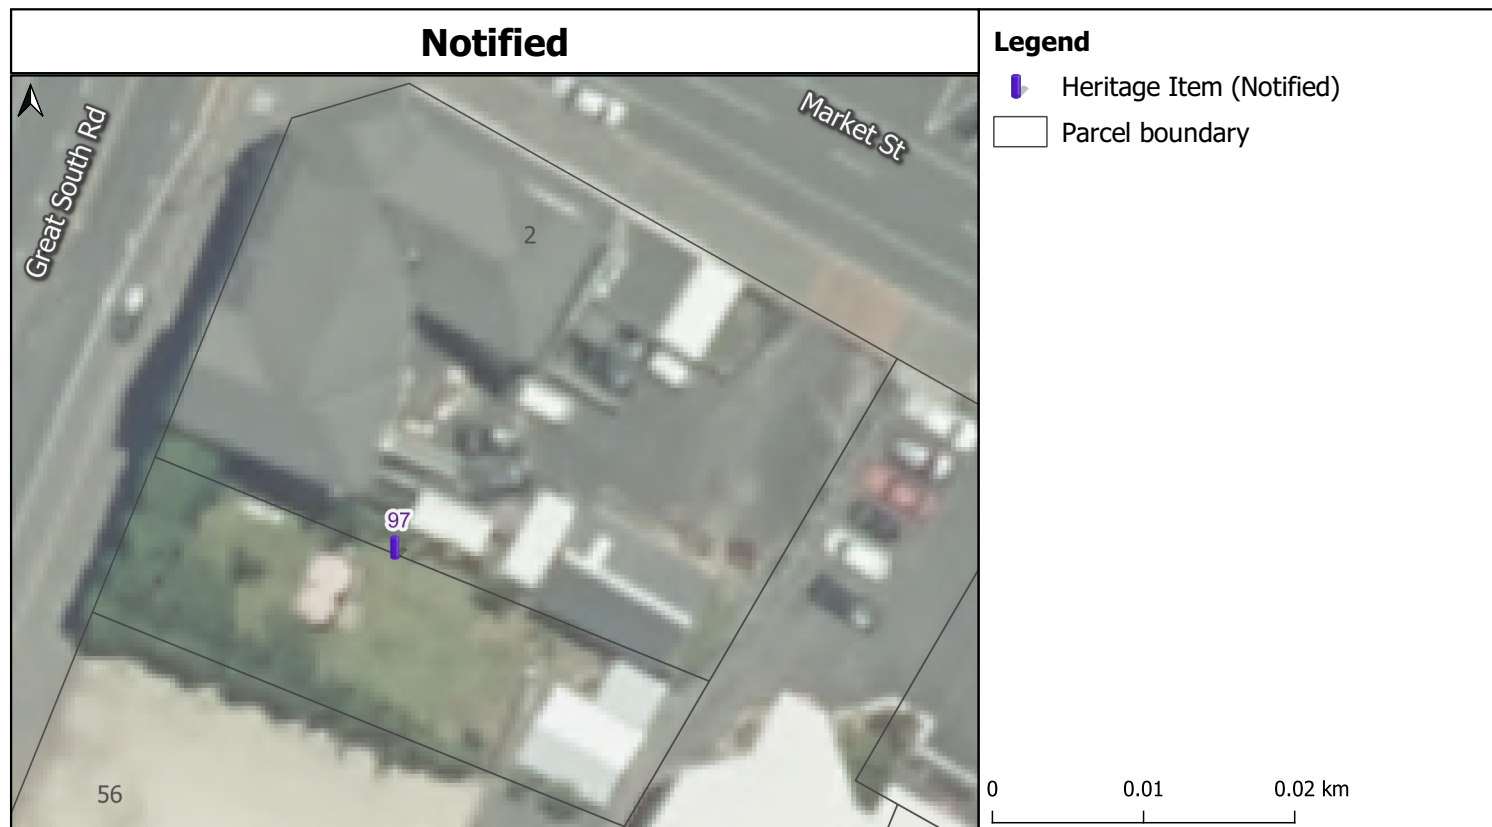 Notified
Great South Rd
Market St
2
97
56
Legend
Heritage Item (Notified)
Parcel boundary
0 0.01 0.02 km